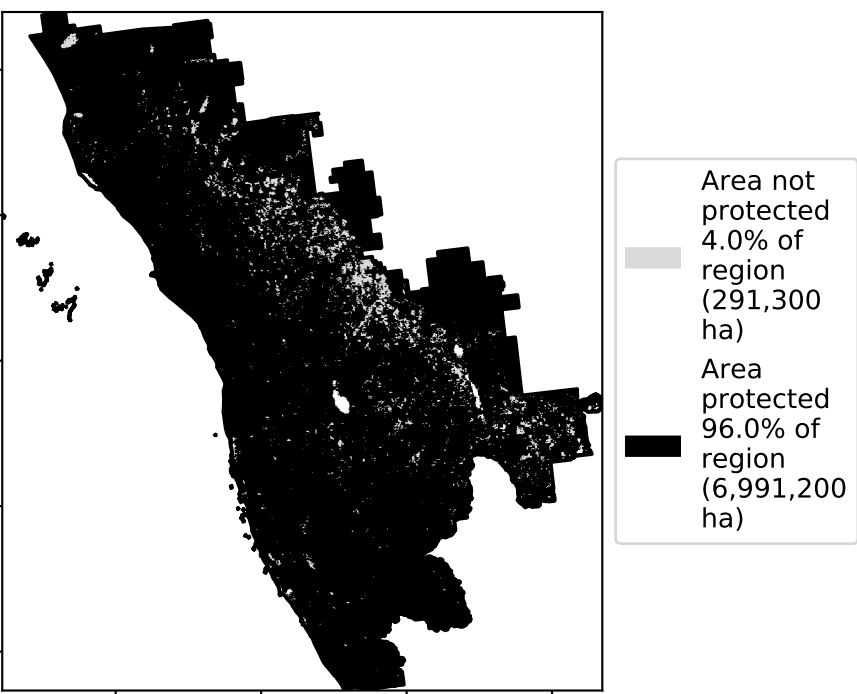 Area not
protected
4.0% of
region
(291,300
ha)
Area
protected
96.0% of
region
(6,991,200
ha)